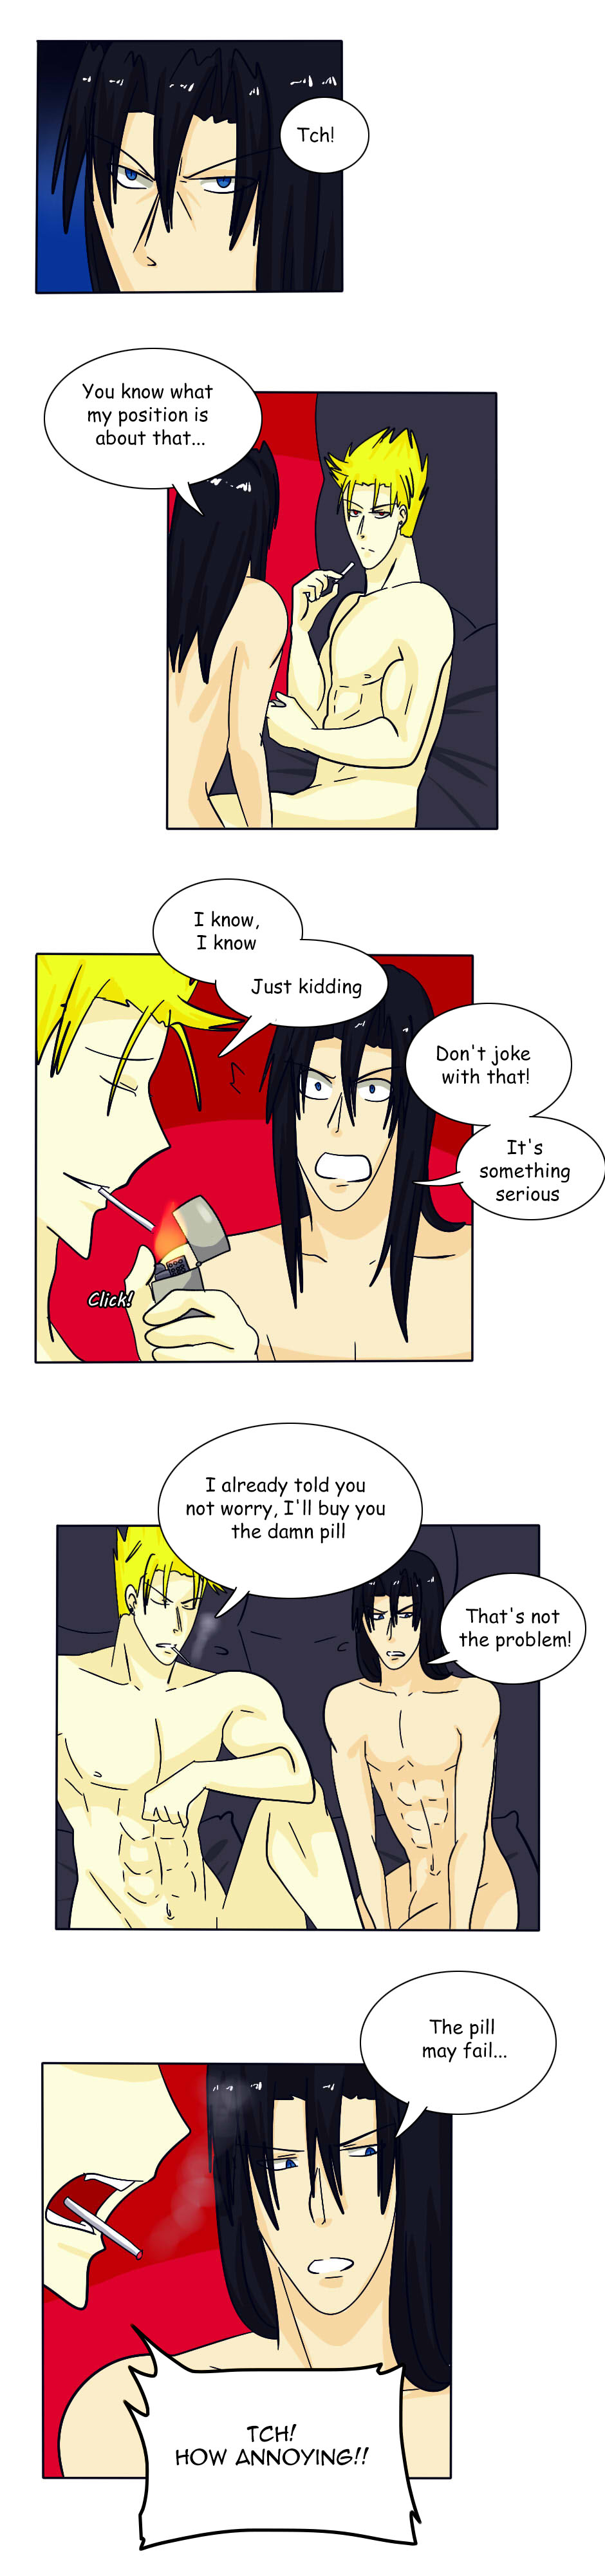 Tch!
You know what
my position is
about that...
I know,
I know
Just kidding
Don't joke
with that!
It's
something
serious
Click!
I already told you
not worry, I'll buy you
the damn pill
That's not
the problem!
The pill
may fail...
TCH!
HOW ANNOYING!!